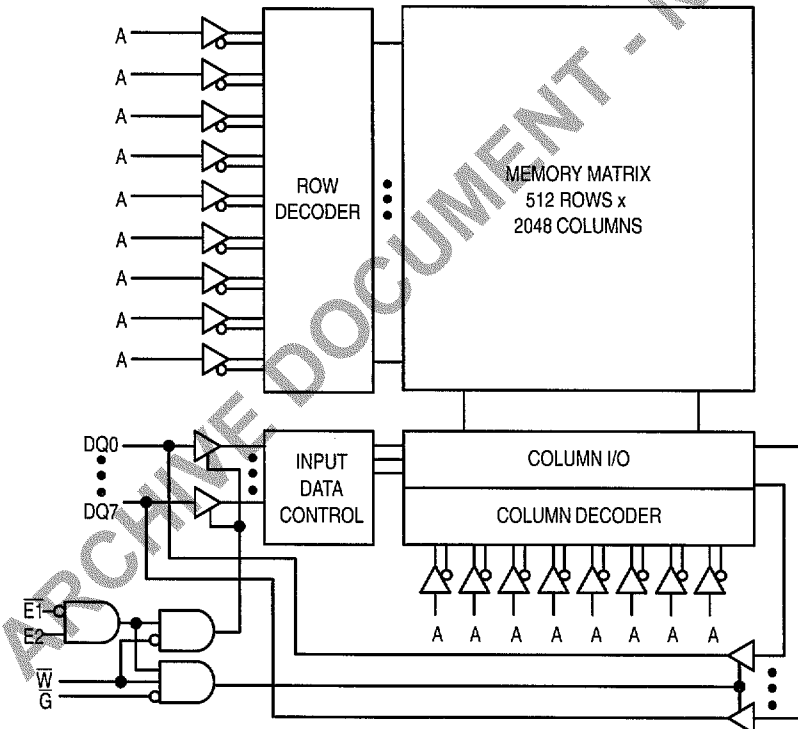 A
A
A
A
A
A
A
A
A
ROW
DECODER
MEMORY MATRIX
512 ROWS x
2048 COLUMNS
DQ0
DQ7
INPUT
DATA
CONTROL
COLUMN I/O
COLUMN DECODER
A A A A A A A A
E1
E2
W
G
ARCHIVE DOCUMENT - N